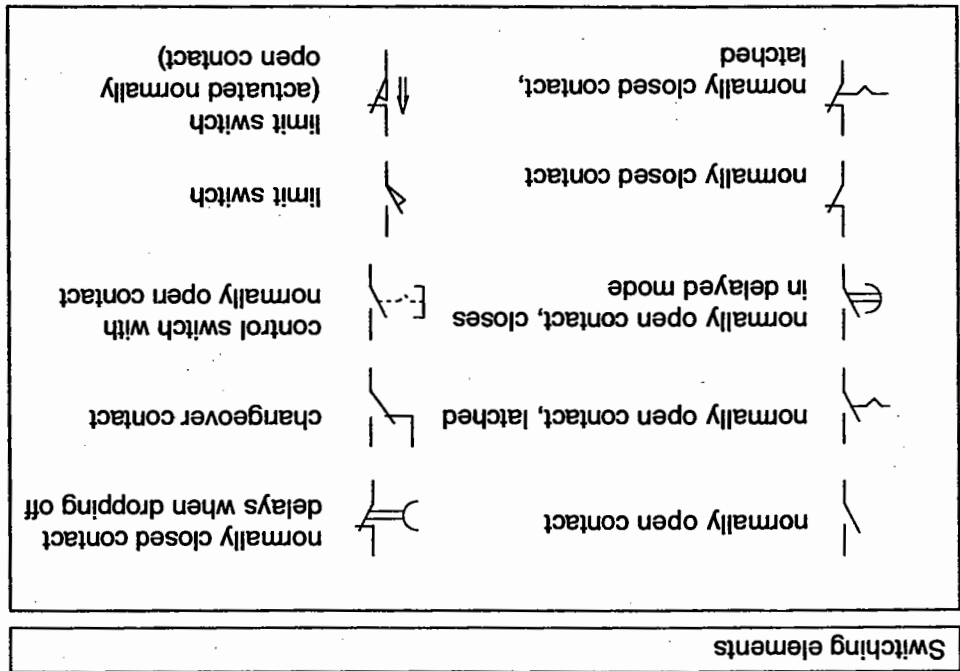 Switching elements
normally open contact
normally open contact, latched
normally open contact, closes
in delayed mode
normally closed contact
normally closed contact,
latched
normally closed contact
delays when dropping off
changeover contact
control switch with
normally open contact
limit switch
limit switch
(actuated normally
open contact)